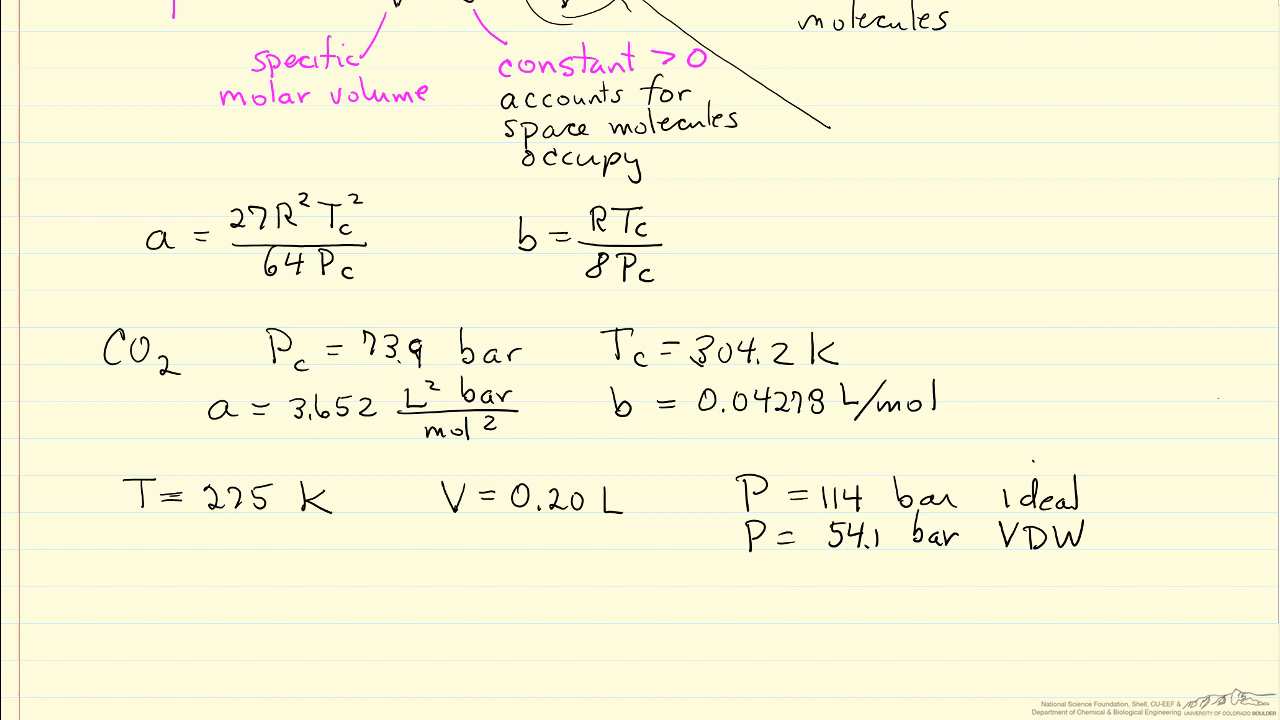 molecules
specific
molar volume
constant > 0
accounts for
space molecules
occupy
a = 27R²Tc² / 64 Pc
b = RTc / 8Pc
CO₂ Pc = 73.9 bar Tc = 304.2 K
a = 3.652 L² bar / mol² b = 0.04278 L/mol
T = 275 K V = 0.20 L P = 114 bar ideal
P = 54.1 bar VDW
National Science Foundation, Shell, CU-EEF &
Department of Chemical & Biological Engineering UNIVERSITY OF COLORADO BOULDER